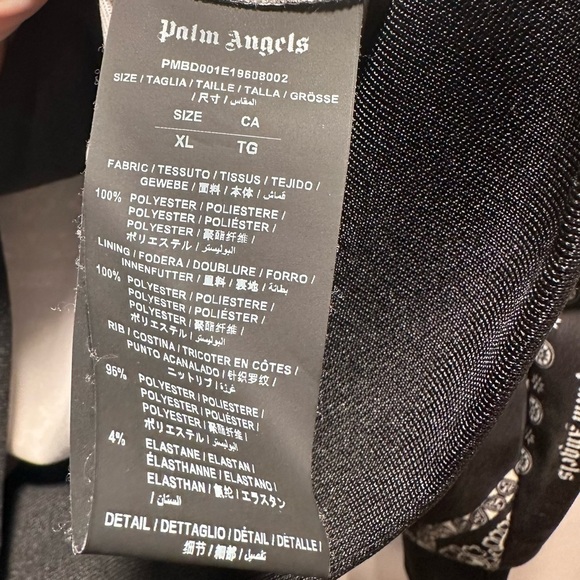 Palm Angels
PMBD001E19608002
SIZE / TAGLIA / TAILLE / TALLA / GRÖSSE
/ 尺寸 / المقاس /
SIZE CA
XL TG
FABRIC / TESSUTO / TISSUS / TEJIDO /
GEWEBE / 面料 / 本体 / قماش /
100% POLYESTER / POLIESTERE /
POLYESTER / POLIÉSTER /
POLYESTER / 聚酯纤维 /
ポリエステル / البوليستر /
LINING / FODERA / DOUBLURE / FORRO /
INNENFUTTER / 里料 / 裏地 / بطانة /
100% POLYESTER / POLIESTERE /
POLYESTER / POLIÉSTER /
POLYESTER / 聚酯纤维 /
ポリエステル / البوليستر /
RIB / COSTINA / TRICOTER EN CÔTES /
PUNTO ACANALADO / 针织罗纹 /
ニットリブ / غرزة /
96% POLYESTER / POLIESTERE /
POLYESTER / POLIÉSTER /
POLYESTER / 聚酯纤维 /
ポリエステル / البوليستر /
4% ELASTANE / ELASTAN /
ÉLASTHANNE / ELASTANO /
ELASTHAN / 氨纶 / エラスタン
/ الاستان /
DETAIL / DETTAGLIO / DÉTAIL / DETALLE /
细节 / 細部 / تفصيل /